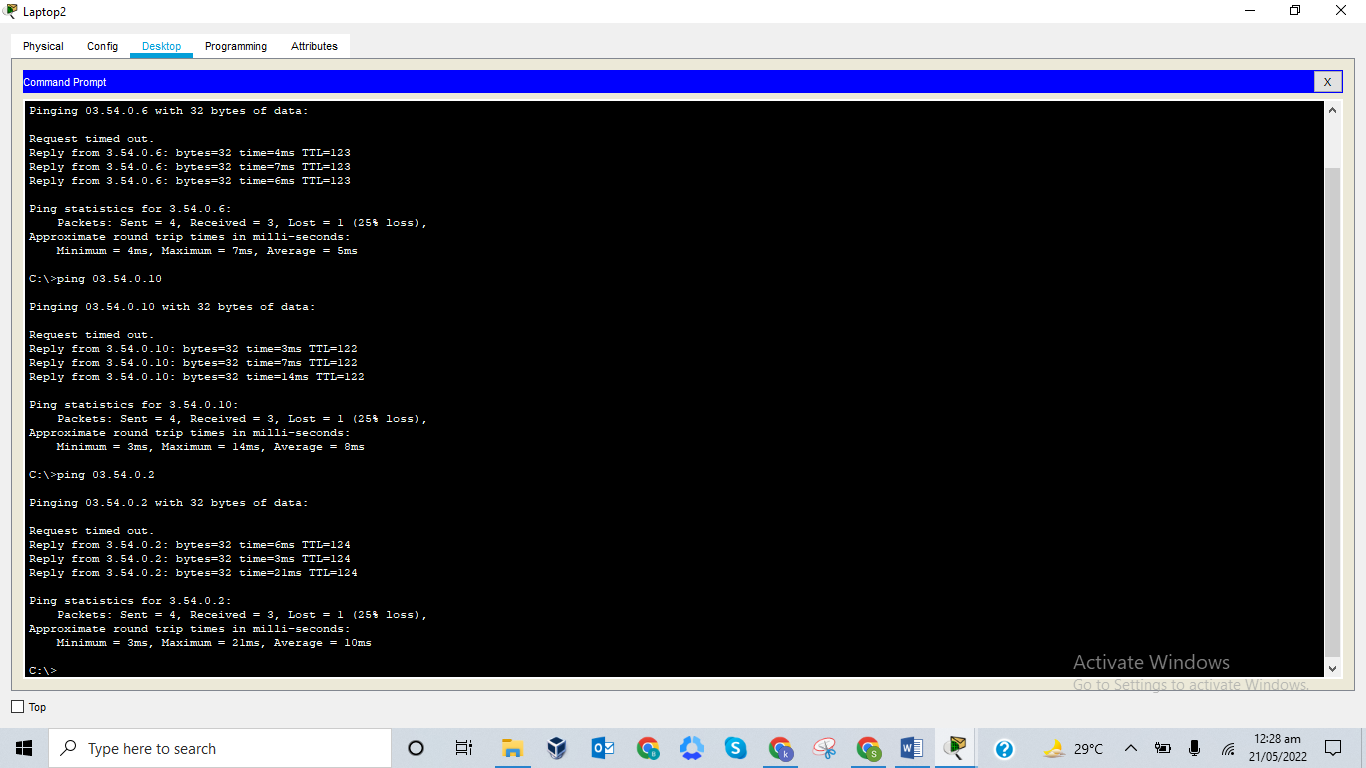 Laptop2
Physical Config Desktop Programming Attributes
Command Prompt X
Pinging 03.54.0.6 with 32 bytes of data:
Request timed out.
Reply from 3.54.0.6: bytes=32 time=4ms TTL=123
Reply from 3.54.0.6: bytes=32 time=7ms TTL=123
Reply from 3.54.0.6: bytes=32 time=6ms TTL=123
Ping statistics for 3.54.0.6:
Packets: Sent = 4, Received = 3, Lost = 1 (25% loss),
Approximate round trip times in milli-seconds:
Minimum = 4ms, Maximum = 7ms, Average = 5ms
C:\>ping 03.54.0.10
Pinging 03.54.0.10 with 32 bytes of data:
Request timed out.
Reply from 3.54.0.10: bytes=32 time=3ms TTL=122
Reply from 3.54.0.10: bytes=32 time=7ms TTL=122
Reply from 3.54.0.10: bytes=32 time=14ms TTL=122
Ping statistics for 3.54.0.10:
Packets: Sent = 4, Received = 3, Lost = 1 (25% loss),
Approximate round trip times in milli-seconds:
Minimum = 3ms, Maximum = 14ms, Average = 8ms
C:\>ping 03.54.0.2
Pinging 03.54.0.2 with 32 bytes of data:
Request timed out.
Reply from 3.54.0.2: bytes=32 time=6ms TTL=124
Reply from 3.54.0.2: bytes=32 time=3ms TTL=124
Reply from 3.54.0.2: bytes=32 time=21ms TTL=124
Ping statistics for 3.54.0.2:
Packets: Sent = 4, Received = 3, Lost = 1 (25% loss),
Approximate round trip times in milli-seconds:
Minimum = 3ms, Maximum = 21ms, Average = 10ms
C:\>
Activate Windows
Go to Settings to activate Windows.
Top
Type here to search
29°C
12:28 am
21/05/2022